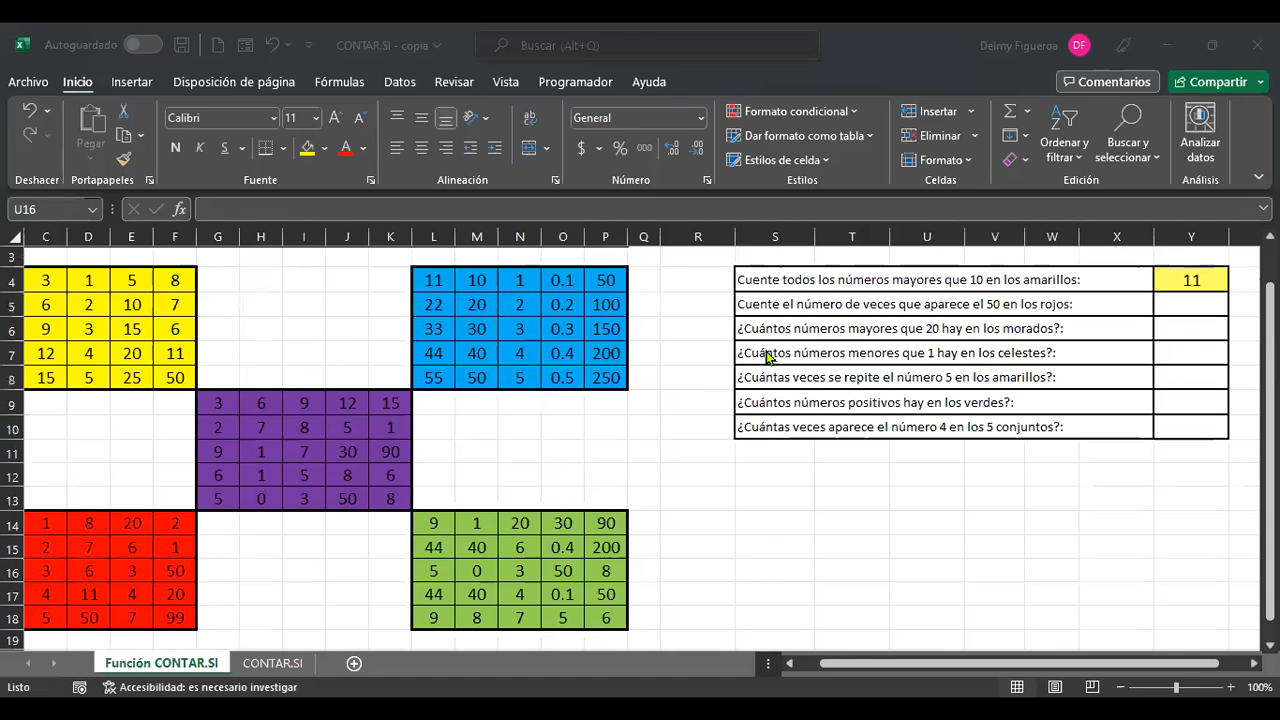 Autoguardado CONTAR.SI - copia Buscar (Alt+Q) Delmy Figueroa DF
Archivo Inicio Insertar Disposición de página Fórmulas Datos Revisar Vista Programador Ayuda Comentarios Compartir
Calibri 11 General Formato condicional Insertar
Pegar N K S Dar formato como tabla Eliminar Ordenar y filtrar Buscar y seleccionar Analizar datos
$ % 000 Estilos de celda Formato
Deshacer Portapapeles Fuente Alineación Número Estilos Celdas Edición Análisis
U16 fx
C D E F G H I J K L M N O P Q R S T U V W X Y
3
4 3 1 5 8 11 10 1 0.1 50 Cuente todos los números mayores que 10 en los amarillos: 11
5 6 2 10 7 22 20 2 0.2 100 Cuente el número de veces que aparece el 50 en los rojos:
6 9 3 15 6 33 30 3 0.3 150 ¿Cuántos números mayores que 20 hay en los morados?:
7 12 4 20 11 44 40 4 0.4 200 ¿Cuántos números menores que 1 hay en los celestes?:
8 15 5 25 50 55 50 5 0.5 250 ¿Cuántas veces se repite el número 5 en los amarillos?:
9 3 6 9 12 15 ¿Cuántos números positivos hay en los verdes?:
10 2 7 8 5 1 ¿Cuántas veces aparece el número 4 en los 5 conjuntos?:
11 9 1 7 30 90
12 6 1 5 8 6
13 5 0 3 50 8
14 1 8 20 2 9 1 20 30 90
15 2 7 6 1 44 40 6 0.4 200
16 3 6 3 50 5 0 3 50 8
17 4 11 4 20 44 40 4 0.1 50
18 5 50 7 99 9 8 7 5 6
19
Función CONTAR.SI CONTAR.SI
Listo Accesibilidad: es necesario investigar 100%